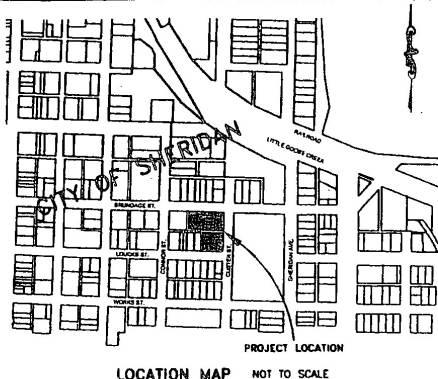 RAILROAD
LITTLE GOOSE CREEK
CITY OF SHERIDAN
BRUNDAGE ST.
LOUCKS ST.
CONNOR ST.
CUSTER ST.
SHERIDAN AVE.
WORKS ST.
PROJECT LOCATION
LOCATION MAP NOT TO SCALE